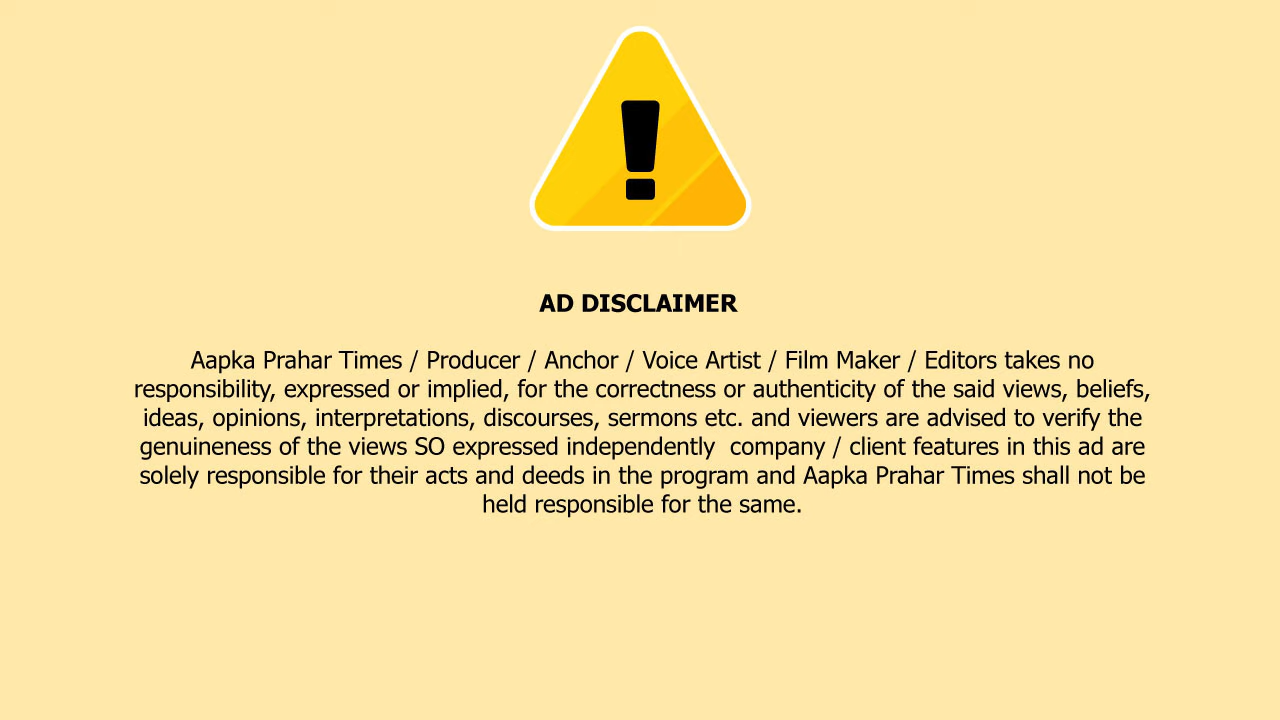 AD DISCLAIMER
Aapka Prahar Times / Producer / Anchor / Voice Artist / Film Maker / Editors takes no
responsibility, expressed or implied, for the correctness or authenticity of the said views, beliefs,
ideas, opinions, interpretations, discourses, sermons etc. and viewers are advised to verify the
genuineness of the views SO expressed independently  company / client features in this ad are
solely responsible for their acts and deeds in the program and Aapka Prahar Times shall not be
held responsible for the same.